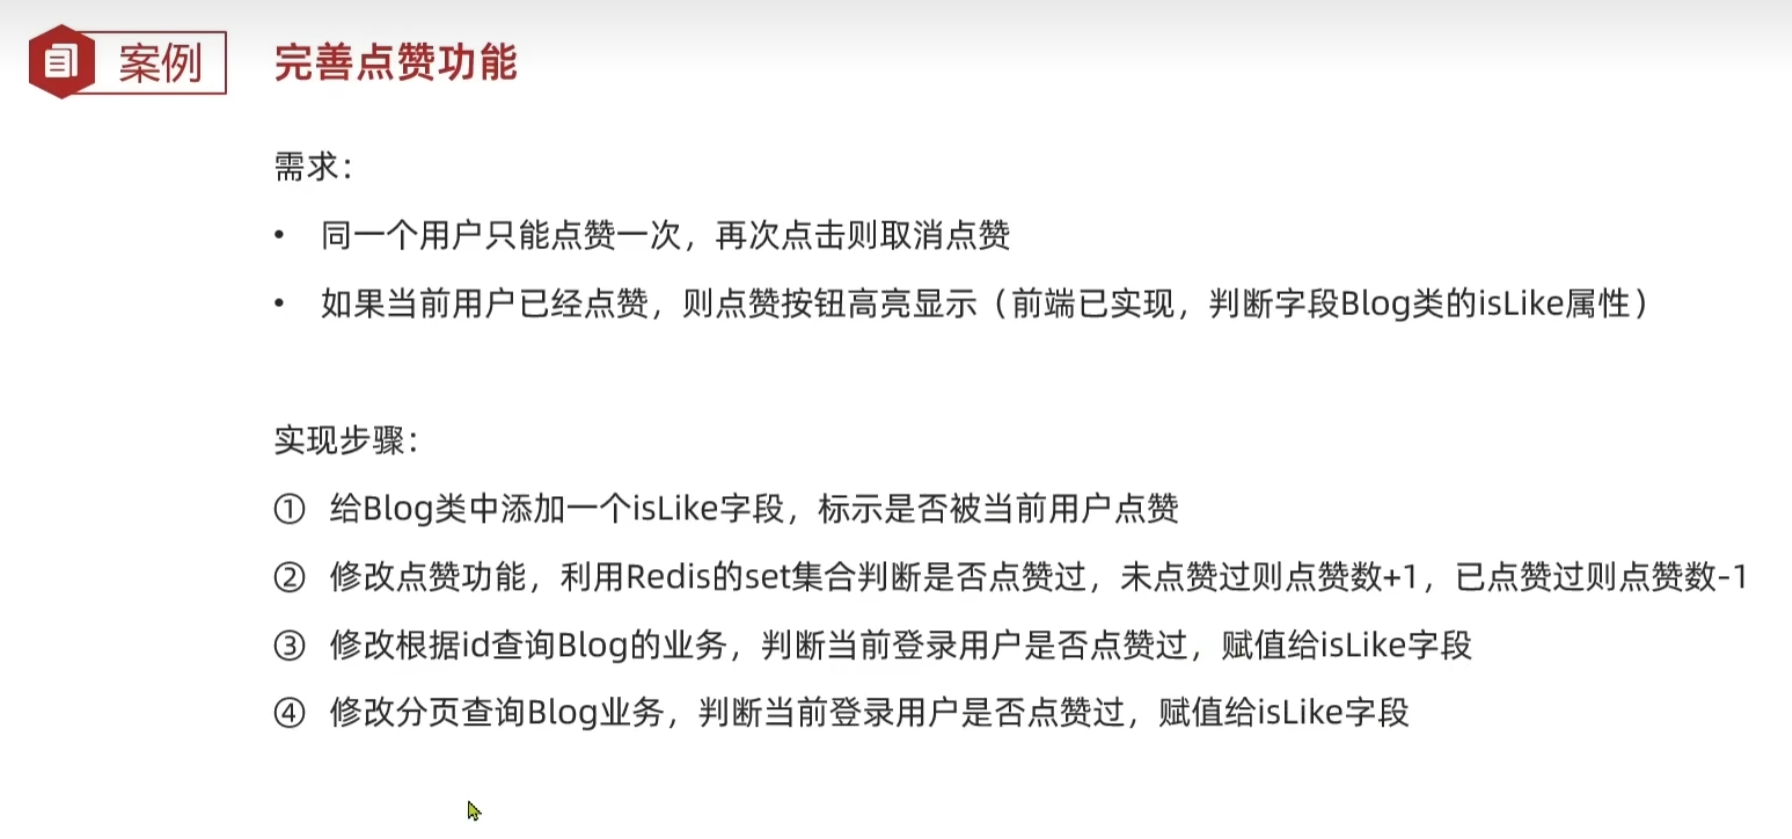 案例 完善点赞功能
需求：
• 同一个用户只能点赞一次，再次点击则取消点赞
• 如果当前用户已经点赞，则点赞按钮高亮显示（前端已实现，判断字段Blog类的isLike属性）
实现步骤：
① 给Blog类中添加一个isLike字段，标示是否被当前用户点赞
② 修改点赞功能，利用Redis的set集合判断是否点赞过，未点赞过则点赞数+1，已点赞过则点赞数-1
③ 修改根据id查询Blog的业务，判断当前登录用户是否点赞过，赋值给isLike字段
④ 修改分页查询Blog业务，判断当前登录用户是否点赞过，赋值给isLike字段